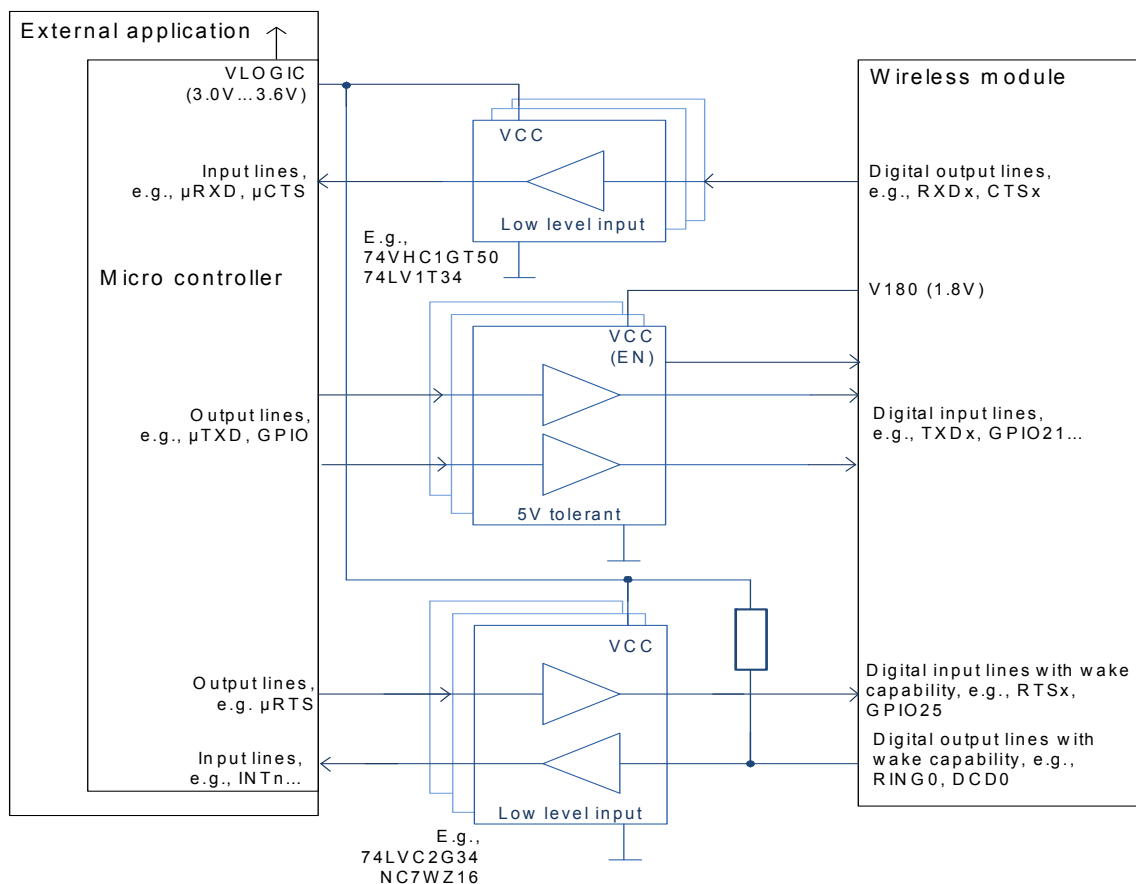 External application
VLOGIC
(3.0V...3.6V)
Wireless module
VCC
Input lines,
e.g., µRXD, µCTS
Digital output lines,
e.g., RXDx, CTSx
Low level input
E.g.,
74VHC1GT50
74LV1T34
Micro controller
V180 (1.8V)
VCC
(EN)
Output lines,
e.g., µTXD, GPIO
Digital input lines,
e.g., TXDx, GPIO21...
5V tolerant
VCC
Output lines,
e.g. µRTS
Digital input lines with wake
capability, e.g., RTSx,
GPIO25
Input lines,
e.g., INTn...
Digital output lines with
wake capability, e.g.,
RING0, DCD0
Low level input
E.g.,
74LVC2G34
NC7WZ16